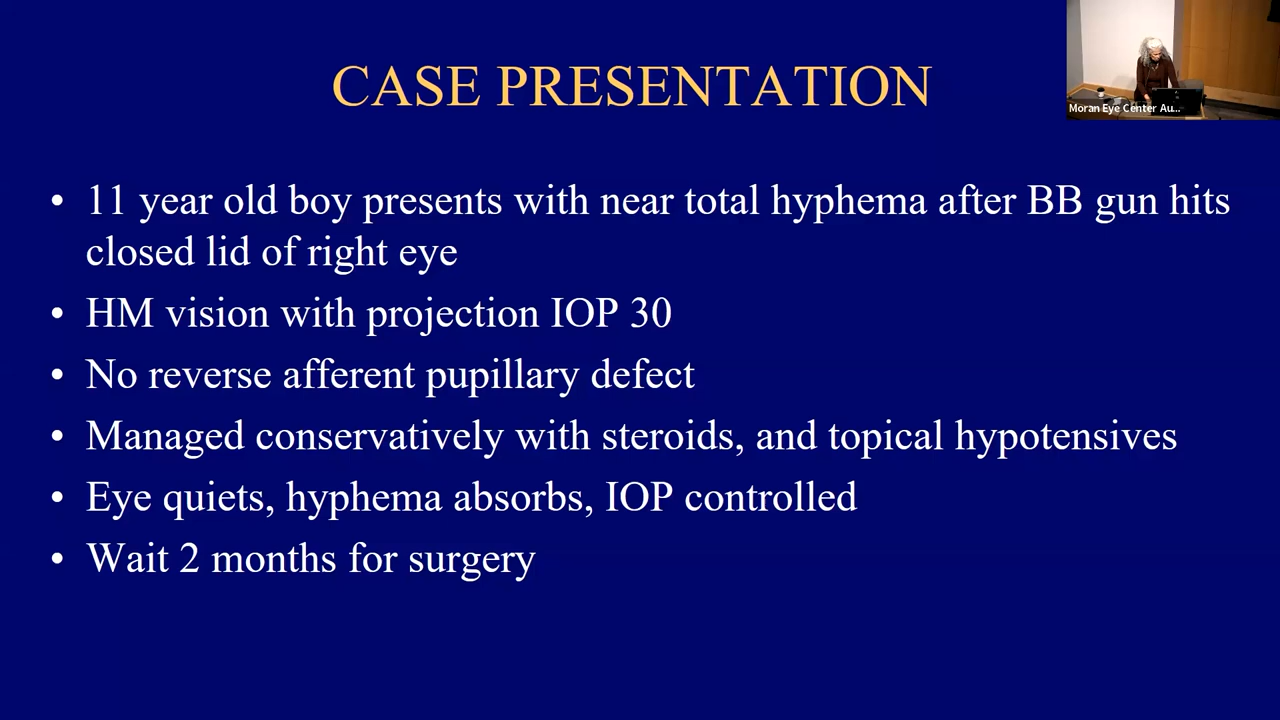 CASE PRESENTATION
Moran Eye Center Au...
• 11 year old boy presents with near total hyphema after BB gun hits
closed lid of right eye
• HM vision with projection IOP 30
• No reverse afferent pupillary defect
• Managed conservatively with steroids, and topical hypotensives
• Eye quiets, hyphema absorbs, IOP controlled
• Wait 2 months for surgery